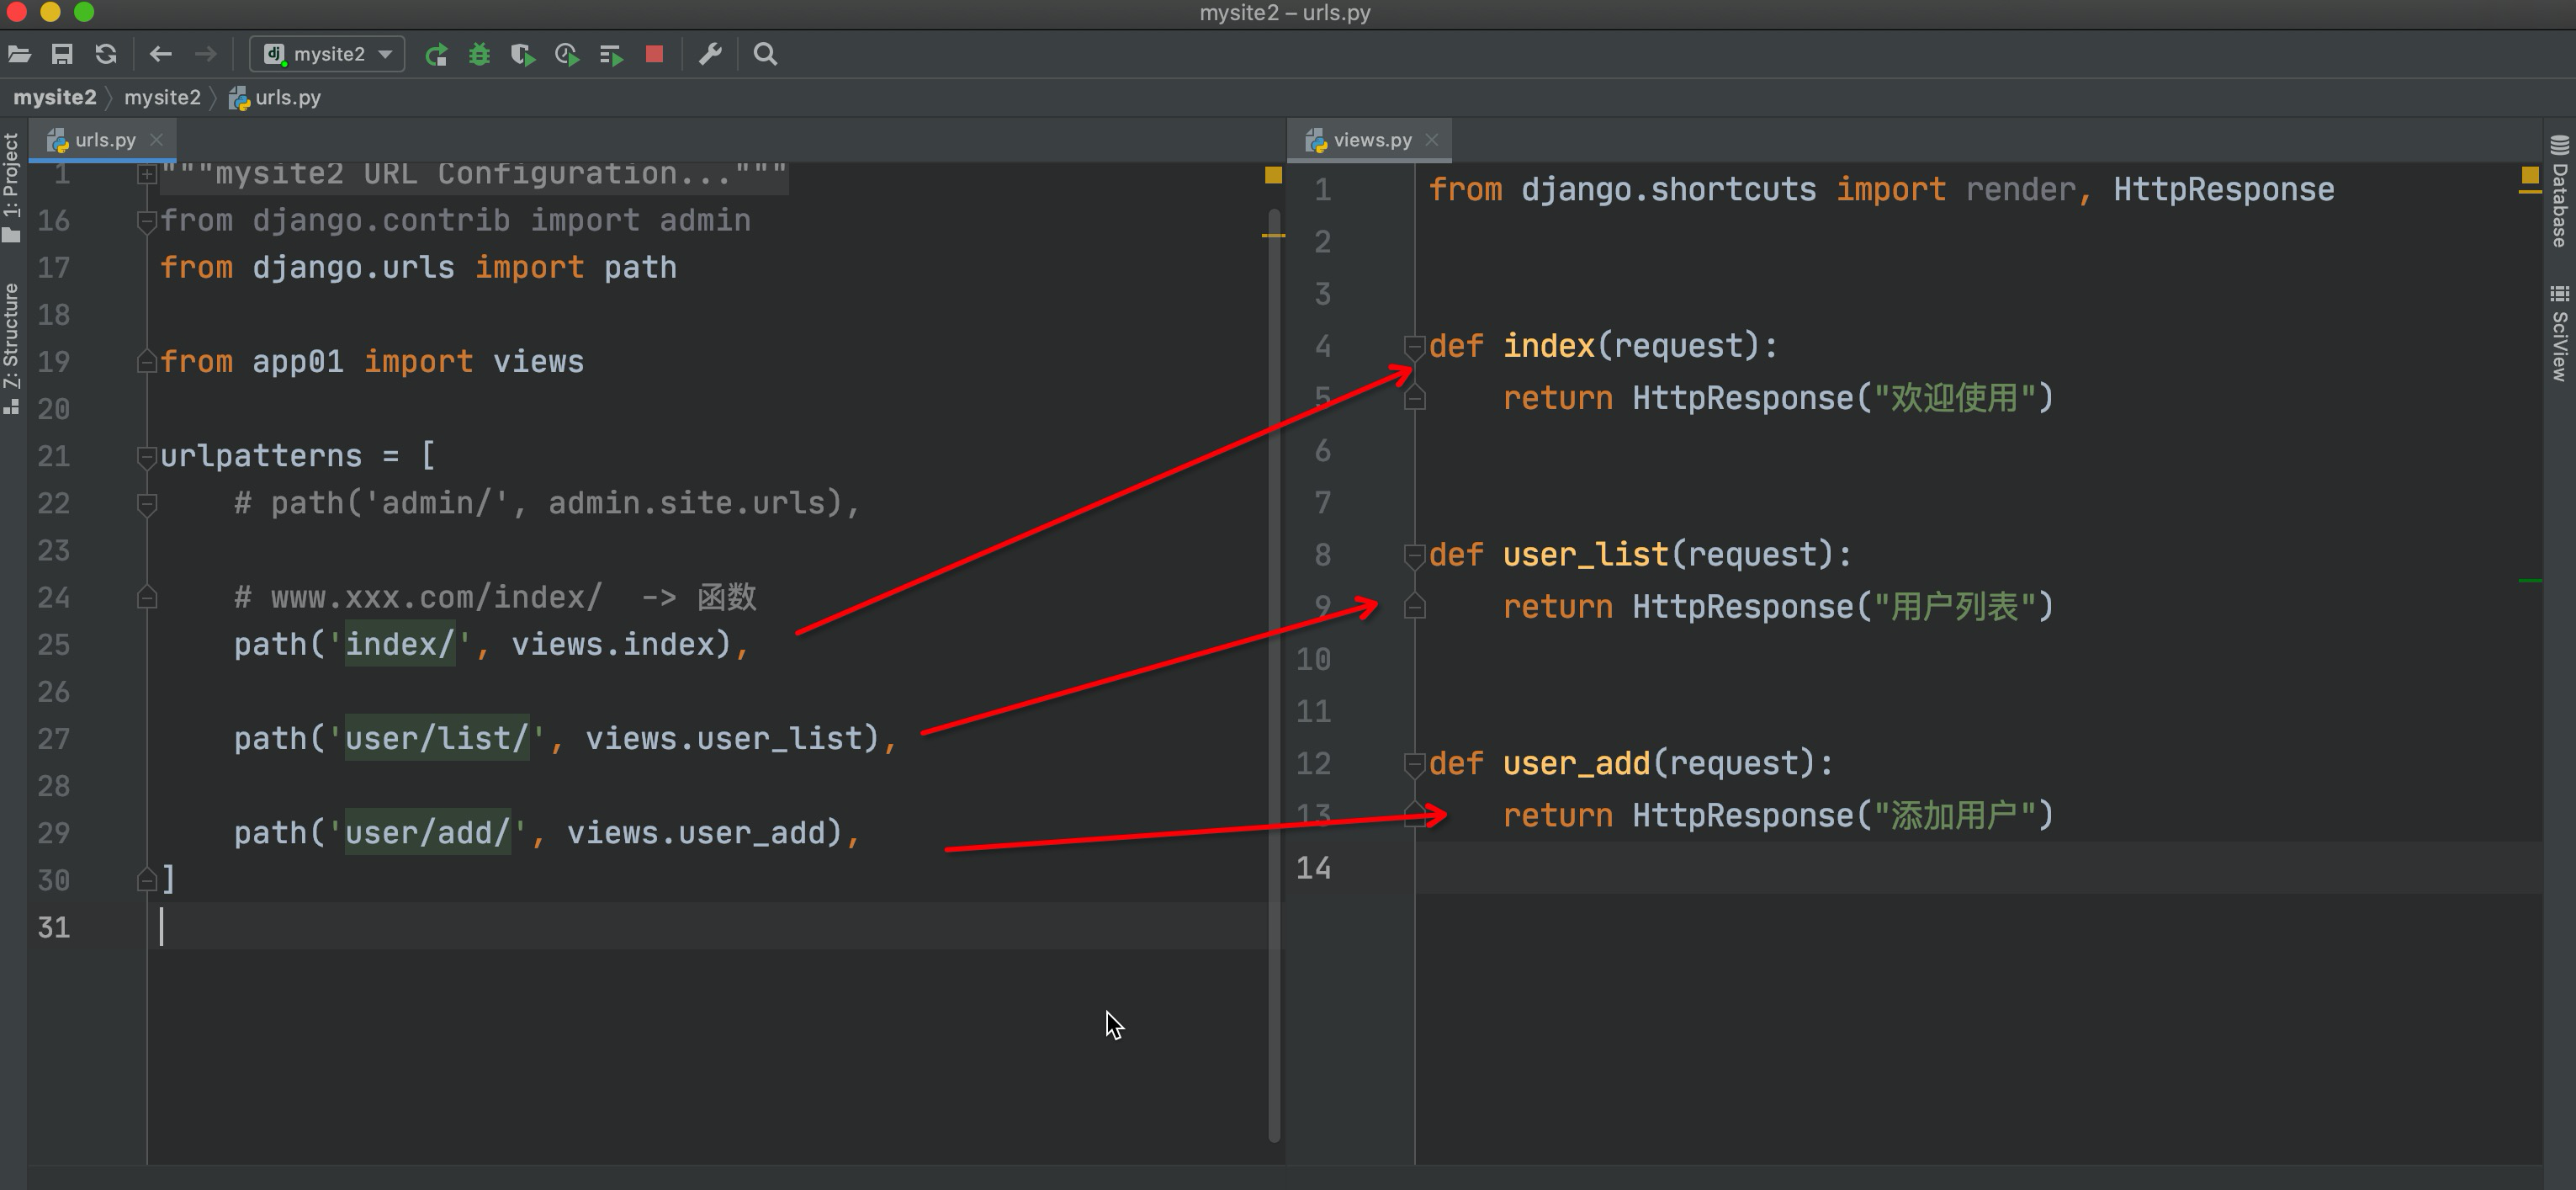 mysite2 – urls.py
mysite2
mysite2 mysite2 urls.py
1: Project
Z: Structure
urls.py
1 """mysite2 URL Configuration..."""
16 from django.contrib import admin
17 from django.urls import path
18
19 from app01 import views
20
21 urlpatterns = [
22 # path('admin/', admin.site.urls),
23
24 # www.xxx.com/index/ -> 函数
25 path('index/', views.index),
26
27 path('user/list/', views.user_list),
28
29 path('user/add/', views.user_add),
30 ]
31
views.py
1 from django.shortcuts import render, HttpResponse
2
3
4 def index(request):
5 return HttpResponse("欢迎使用")
6
7
8 def user_list(request):
9 return HttpResponse("用户列表")
10
11
12 def user_add(request):
13 return HttpResponse("添加用户")
14
Database
SciView